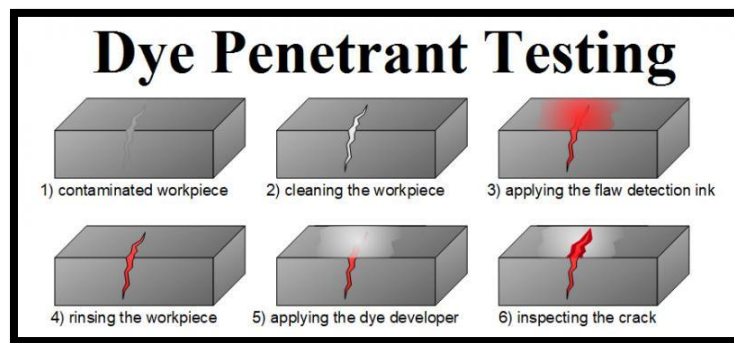 Dye Penetrant Testing
1) contaminated workpiece
2) cleaning the workpiece
3) applying the flaw detection ink
4) rinsing the workpiece
5) applying the dye developer
6) inspecting the crack